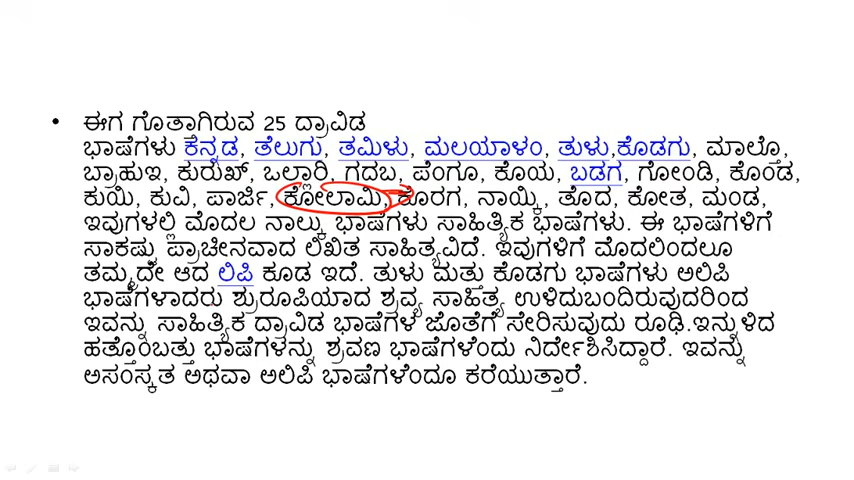 • ಈಗ ಗೊತಾಗಿರುವ 25 ದ್ರಾವಿಡ
ಭಾಷೆಗಳು ಕನ್ನಡ, ತೆಲುಗು, ತಮಿಳು, ಮಲಯಾಳಂ, ತುಳು,ಕೊಡಗು, ಮಾಲ್ತೊ,
ಬ್ರಾಹುಇ, ಕುರುಖ್, ಒಲ್ಲಾರಿ, ಗದಬ, ಪೆಂಗೂ, ಕೊಯ, ಬಡಗ, ಗೋಂಡಿ, ಕೊಂಡ,
ಕುಯಿ, ಕುವಿ, ಪಾರ್ಜಿ, ಕೋಲಾಮಿ, ಕೊರಗ, ನಾಯ್ಕಿ, ತೊದ, ಕೋತ, ಮಂಡ,
ಇವುಗಳಲ್ಲಿ ಮೊದಲ ನಾಲ್ಕು ಭಾಷೆಗಳು ಸಾಹಿತ್ಯಿಕ ಭಾಷೆಗಳು. ಈ ಭಾಷೆಗಳಿಗೆ
ಸಾಕಷ್ಟು ಪ್ರಾಚೀನವಾದ ಲಿಖಿತ ಸಾಹಿತ್ಯವಿದೆ. ಇವುಗಳಿಗೆ ಮೊದಲಿಂದಲೂ
ತಮ್ಮದೇ ಆದ ಲಿಪಿ ಕೂಡ ಇದೆ. ತುಳು ಮತ್ತು ಕೊಡಗು ಭಾಷೆಗಳು ಅಲಿಪಿ
ಭಾಷೆಗಳಾದರು ಶ್ರುರೂಪಿಯಾದ ಶ್ರವ್ಯ ಸಾಹಿತ್ಯ ಉಳಿದುಬಂದಿರುವುದರಿಂದ
ಇವನ್ನು ಸಾಹಿತ್ಯಿಕ ದ್ರಾವಿಡ ಭಾಷೆಗಳ ಜೊತೆಗೆ ಸೇರಿಸುವುದು ರೂಢಿ.ಇನ್ನುಳಿದ
ಹತ್ತೊಂಬತ್ತು ಭಾಷೆಗಳನ್ನು ಶ್ರವಣ ಭಾಷೆಗಳೆಂದು ನಿರ್ದೇಶಿಸಿದ್ದಾರೆ. ಇವನ್ನು
ಅಸಂಸ್ಕೃತ ಅಥವಾ ಅಲಿಪಿ ಭಾಷೆಗಳೆಂದೂ ಕರೆಯುತ್ತಾರೆ.